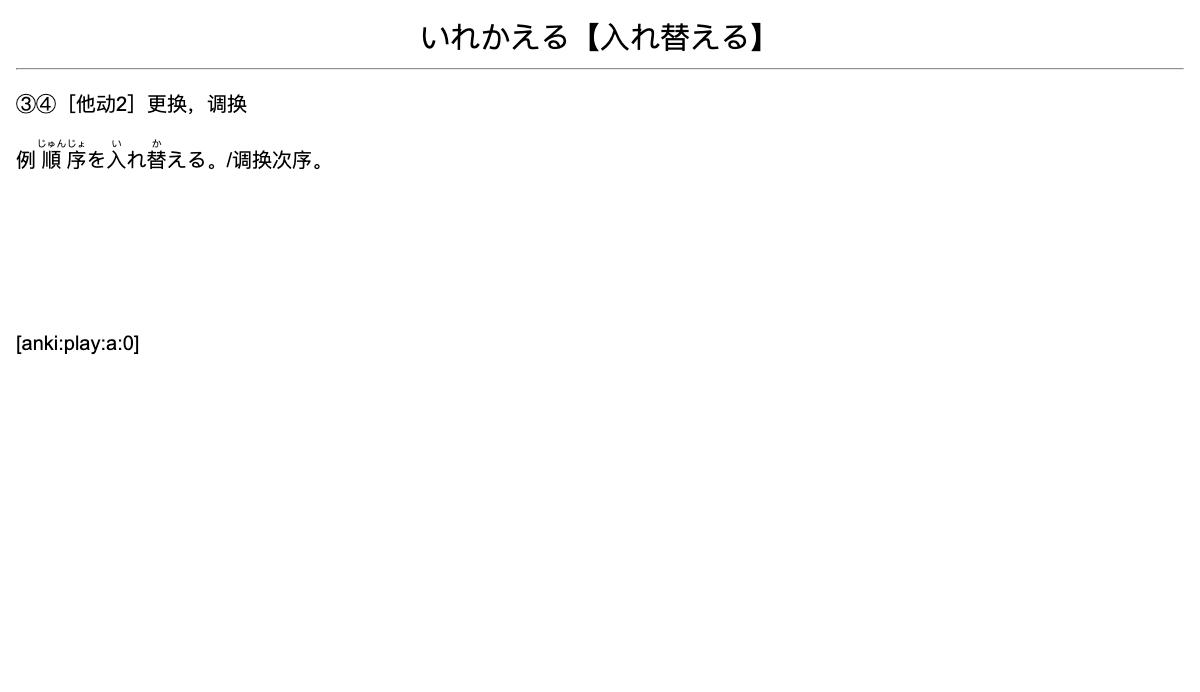 いれかえる【入れ替える】
③④［他动2］更换，调换
例 順序を入れ替える。/调换次序。
じゅんじょ い か
[anki:play:a:0]